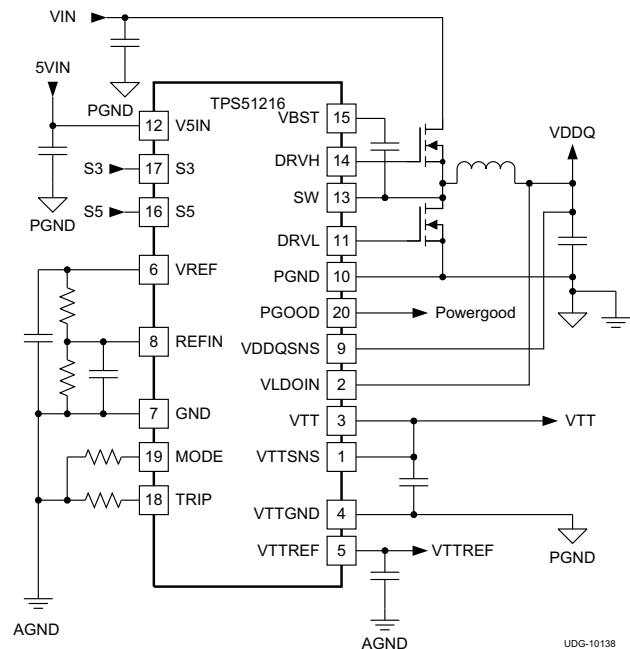 VIN
5VIN
PGND
TPS51216
12 V5IN
VBST 15
VDDQ
S3 17 S3
DRVH 14
PGND
S5 16 S5
SW 13
DRVL 11
6 VREF
PGND 10
PGOOD 20 Powergood
8 REFIN
VDDQSNS 9
VLDOIN 2
7 GND
VTT 3 VTT
19 MODE
VTTSNS 1
18 TRIP
VTTGND 4
PGND
VTTREF 5 VTTREF
AGND
AGND
UDG-10138